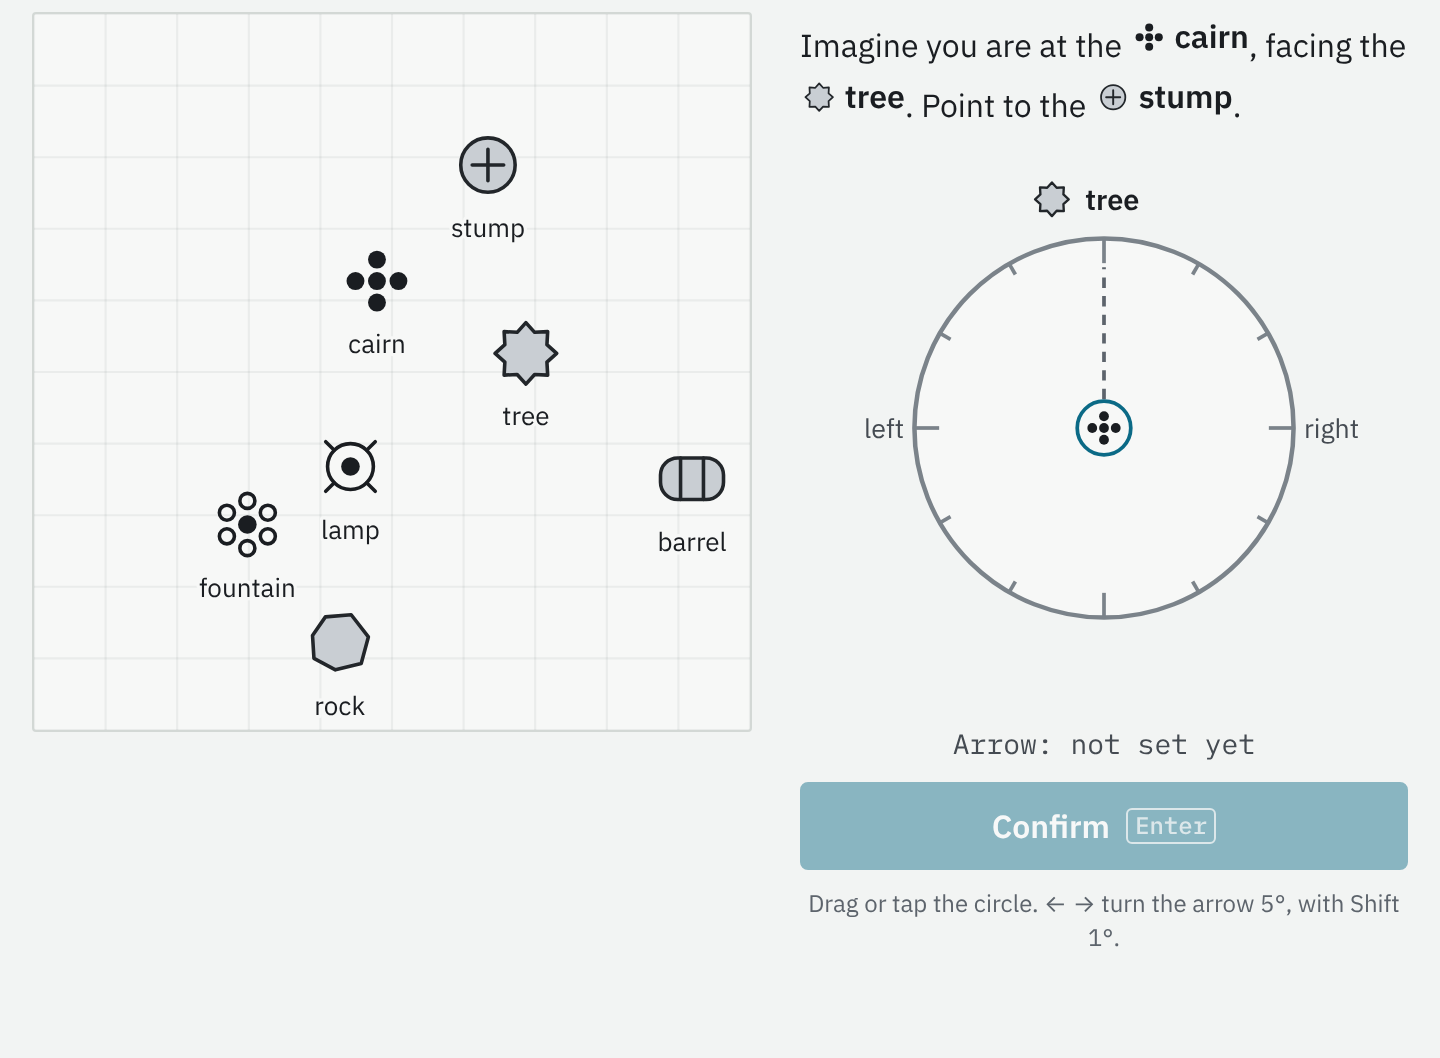 Imagine you are at the cairn, facing the
tree. Point to the stump.
stump
cairn
tree
lamp
barrel
fountain
rock
tree
left
right
Arrow: not set yet
Confirm Enter
Drag or tap the circle. ← → turn the arrow 5°, with Shift
1°.